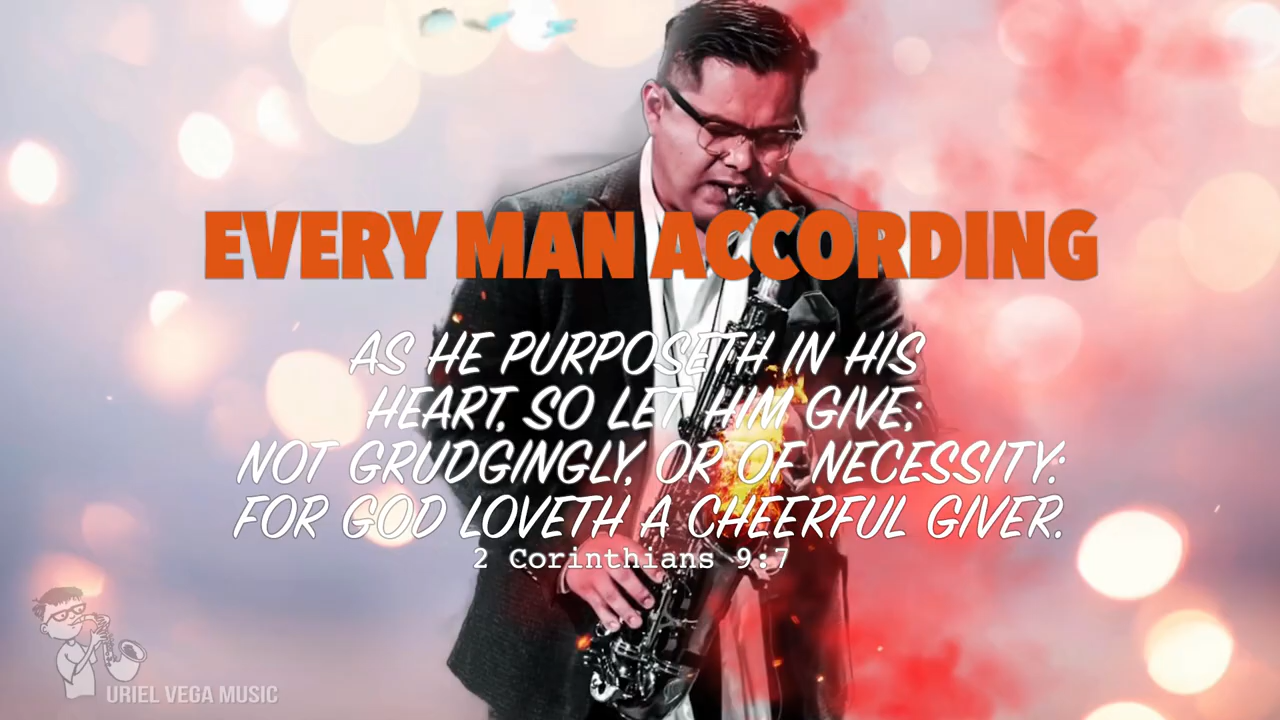 EVERY MAN ACCORDING
AS HE PURPOSETH IN HIS
HEART, SO LET HIM GIVE;
NOT GRUDGINGLY, OR OF NECESSITY:
FOR GOD LOVETH A CHEERFUL GIVER.
2 Corinthians 9:7
URIEL VEGA MUSIC